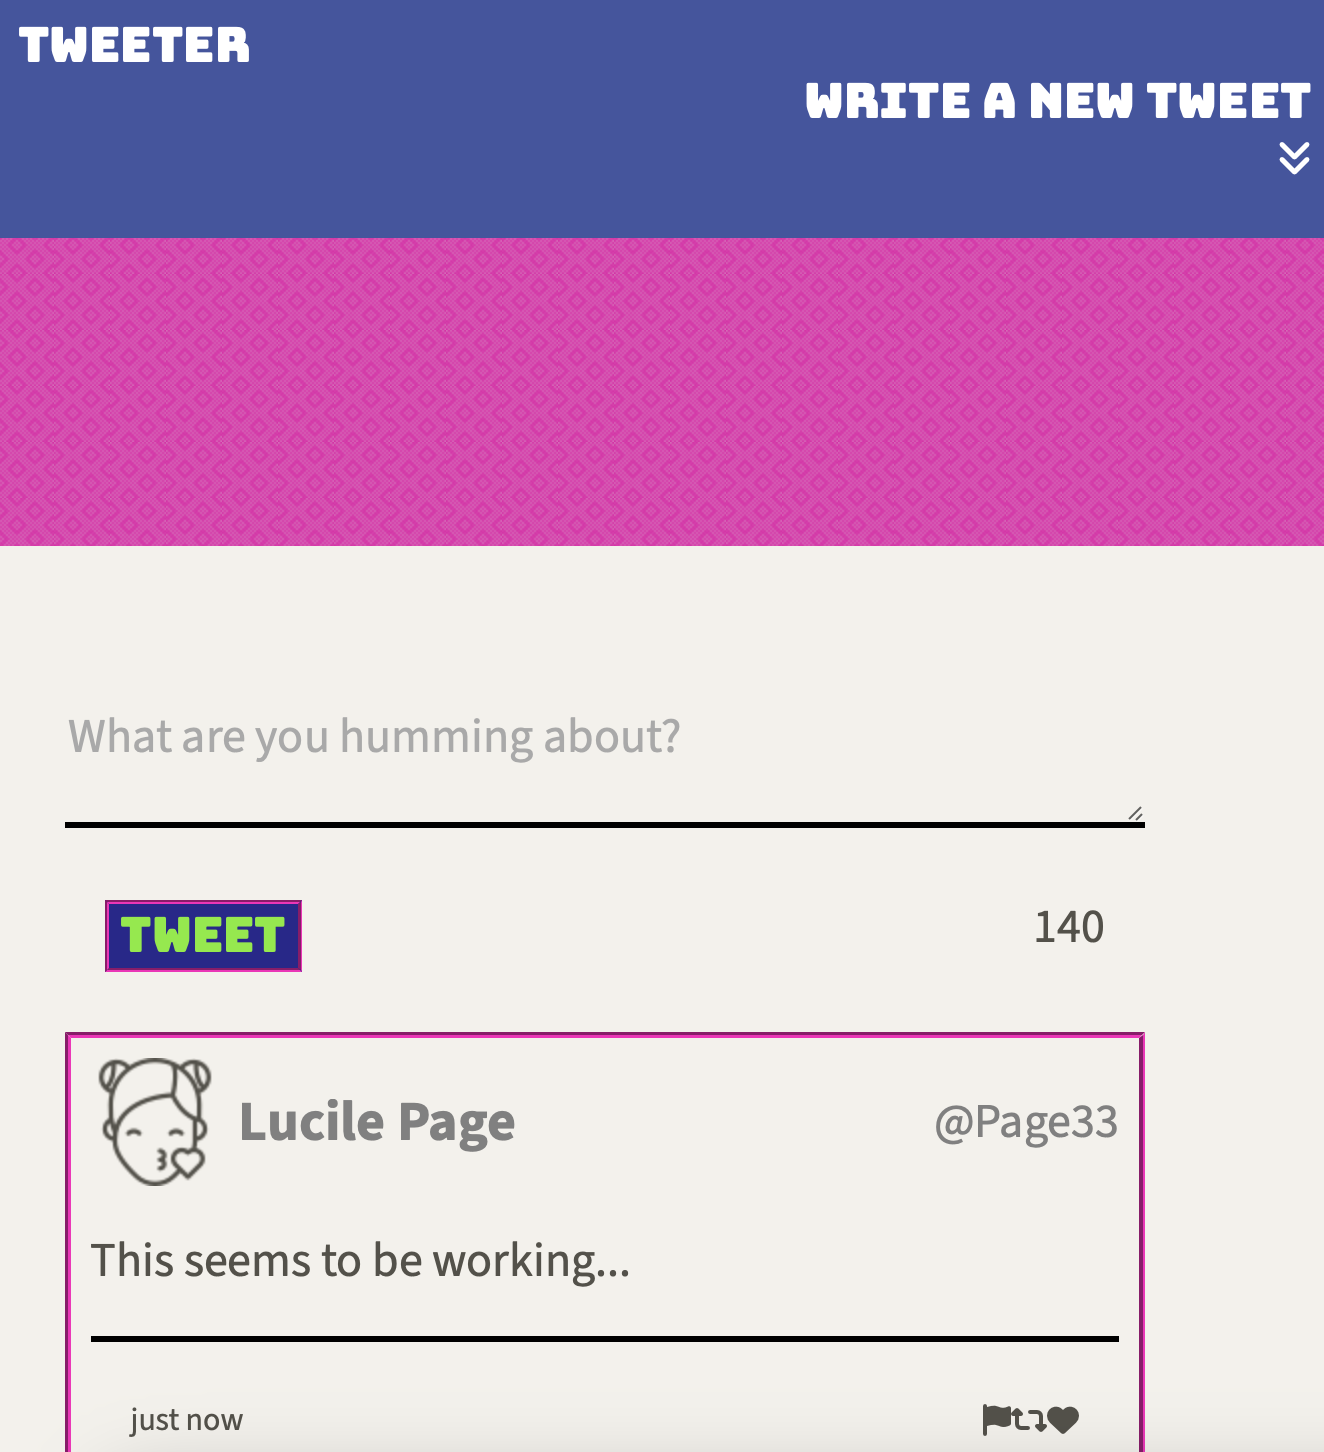 TWEETER
WRITE A NEW TWEET
What are you humming about?
TWEET
140
Lucile Page
@Page33
This seems to be working...
just now